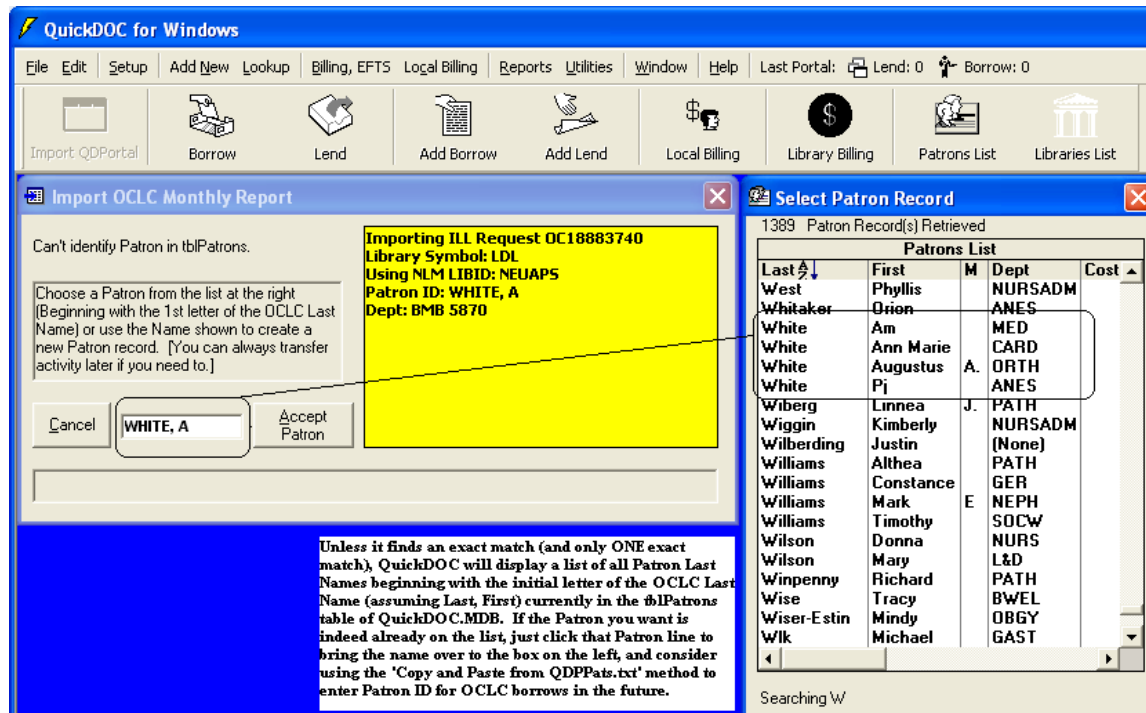 QuickDOC for Windows
File Edit Setup Add New Lookup Billing, EFTS Local Billing Reports Utilities Window Help Last Portal: Lend: 0 Borrow: 0
Import QDPortal Borrow Lend Add Borrow Add Lend Local Billing Library Billing Patrons List Libraries List
Import OCLC Monthly Report
Can't identify Patron in tblPatrons.
Choose a Patron from the list at the right
(Beginning with the 1st letter of the OCLC Last
Name) or use the Name shown to create a
new Patron record. [You can always transfer
activity later if you need to.]
Cancel
WHITE, A
Accept
Patron
Importing ILL Request OC18883740
Library Symbol: LDL
Using NLM LIBID: NEUAPS
Patron ID: WHITE, A
Dept: BMB 5870
Unless it finds an exact match (and only ONE exact
match), QuickDOC will display a list of all Patron Last
Names beginning with the initial letter of the OCLC Last
Name (assuming Last, First) currently in the tblPatrons
table of QuickDOC.MDB. If the Patron you want is
indeed already on the list, just click that Patron line to
bring the name over to the box on the left, and consider
using the 'Copy and Paste from QDPPats.txt' method to
enter Patron ID for OCLC borrows in the future.
Select Patron Record
1389 Patron Record(s) Retrieved
Patrons List
Last First M Dept Cost
West Phyllis NURSADM
Whitaker Orion ANES
White Am MED
White Ann Marie CARD
White Augustus A. ORTH
White Pj ANES
Wiberg Linnea J. PATH
Wiggin Kimberly NURSADM
Wilberding Justin (None)
Williams Althea PATH
Williams Constance GER
Williams Mark E NEPH
Williams Timothy SOCW
Wilson Donna NURS
Wilson Mary L&D
Winpenny Richard PATH
Wise Tracy BWEL
Wiser-Estin Mindy OBGY
Wlk Michael GAST
Searching W